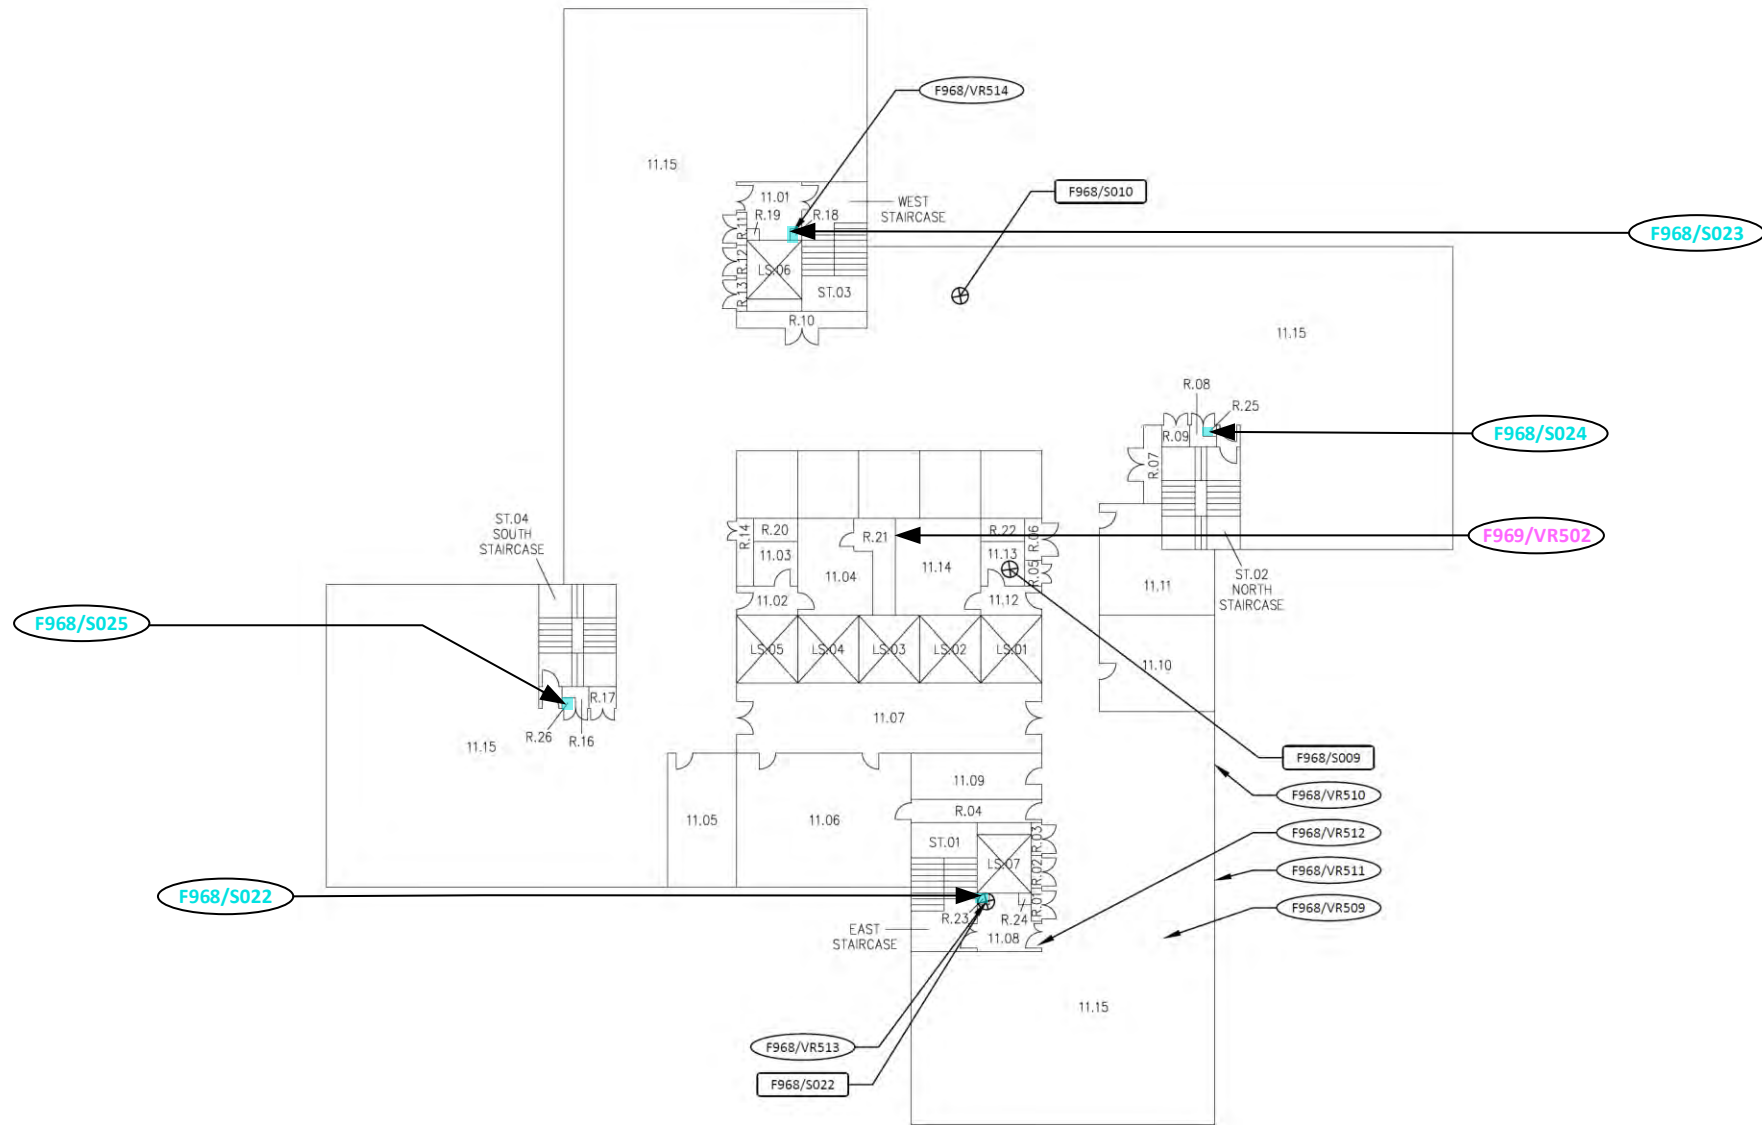 F968/VR514
11.15
F968/S010
11.01
WEST
STAIRCASE
R.19
R.18
R.11
F968/S023
R.12
LS.06
R.13
ST.03
R.10
11.15
R.08
R.25
F968/S024
R.09
R.07
ST.04
SOUTH
STAIRCASE
R.14
R.20
R.21
R.22
R.06
F969/VR502
11.03
11.13
R.05
11.04
11.14
11.02
11.12
11.11
ST.02
NORTH
STAIRCASE
F968/S025
LS.05
LS.04
LS.03
LS.02
LS.01
11.10
R.17
R.26
R.16
11.15
11.07
F968/S009
11.09
F968/VR510
R.04
11.05
11.06
F968/VR512
ST.01
R.03
LS.07
R.02
F968/VR511
F968/S022
R.01
F968/VR509
R.23
R.24
EAST
STAIRCASE
11.08
11.15
F968/VR513
F968/S022